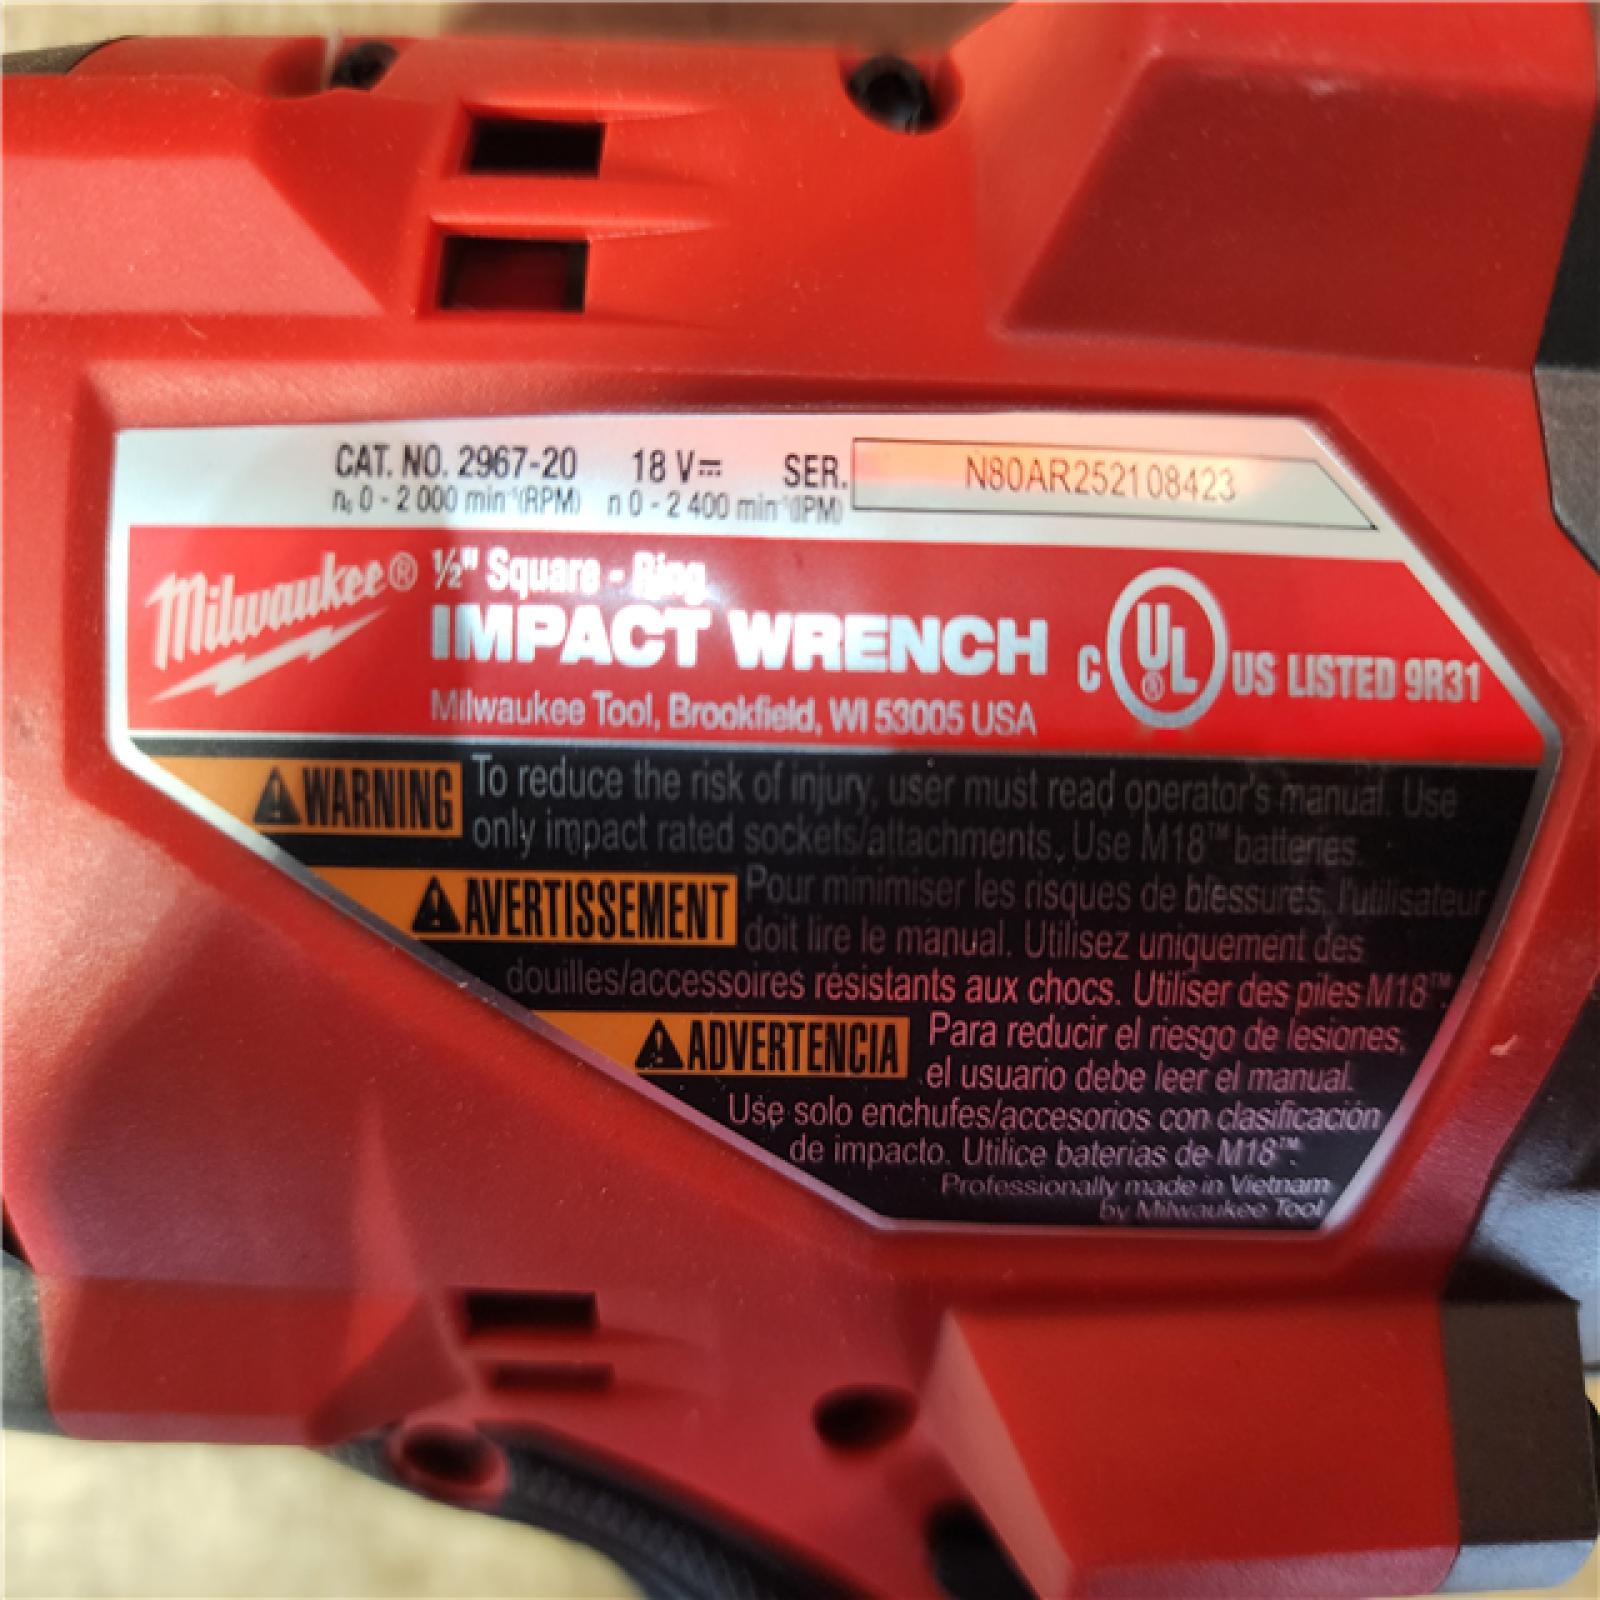 CAT. NO. 2967-20 18 V⎓ SER. N80AR252108423
n₀ 0 - 2 000 min⁻¹(RPM) n 0 - 2 400 min⁻¹(IPM)
Milwaukee® ½" Square - Ring
IMPACT WRENCH
C UL® US LISTED 9R31
Milwaukee Tool, Brookfield, WI 53005 USA
⚠WARNING To reduce the risk of injury, user must read operator's manual. Use
only impact rated sockets/attachments. Use M18™ batteries.
⚠AVERTISSEMENT Pour minimiser les risques de blessures, l'utilisateur
doit lire le manual. Utilisez uniquement des
douilles/accessoires résistants aux chocs. Utiliser des piles M18™.
⚠ADVERTENCIA Para reducir el riesgo de lesiones,
el usuario debe leer el manual.
Use solo enchufes/accesorios con clasificación
de impacto. Utilice baterias de M18™.
Professionally made in Vietnam
by Milwaukee Tool